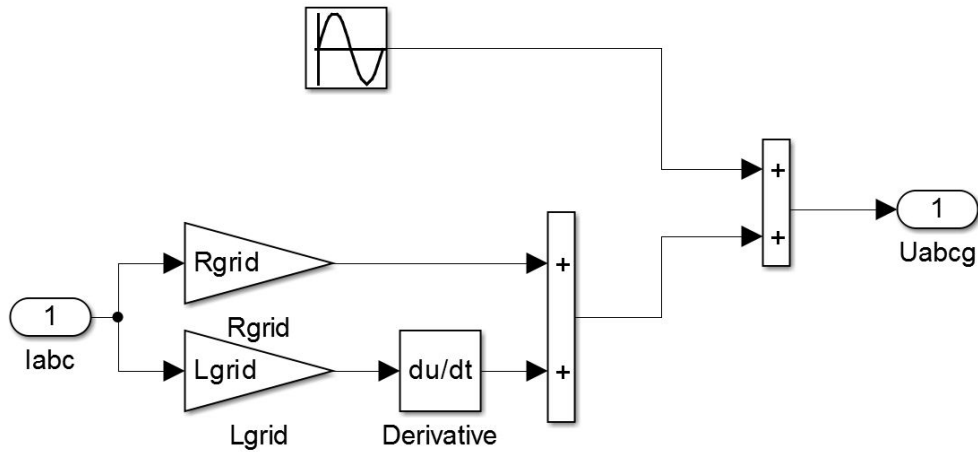 +
1
+
Uabcg
Rgrid
+
1
Rgrid
Iabc
Lgrid
du/dt
+
Lgrid
Derivative